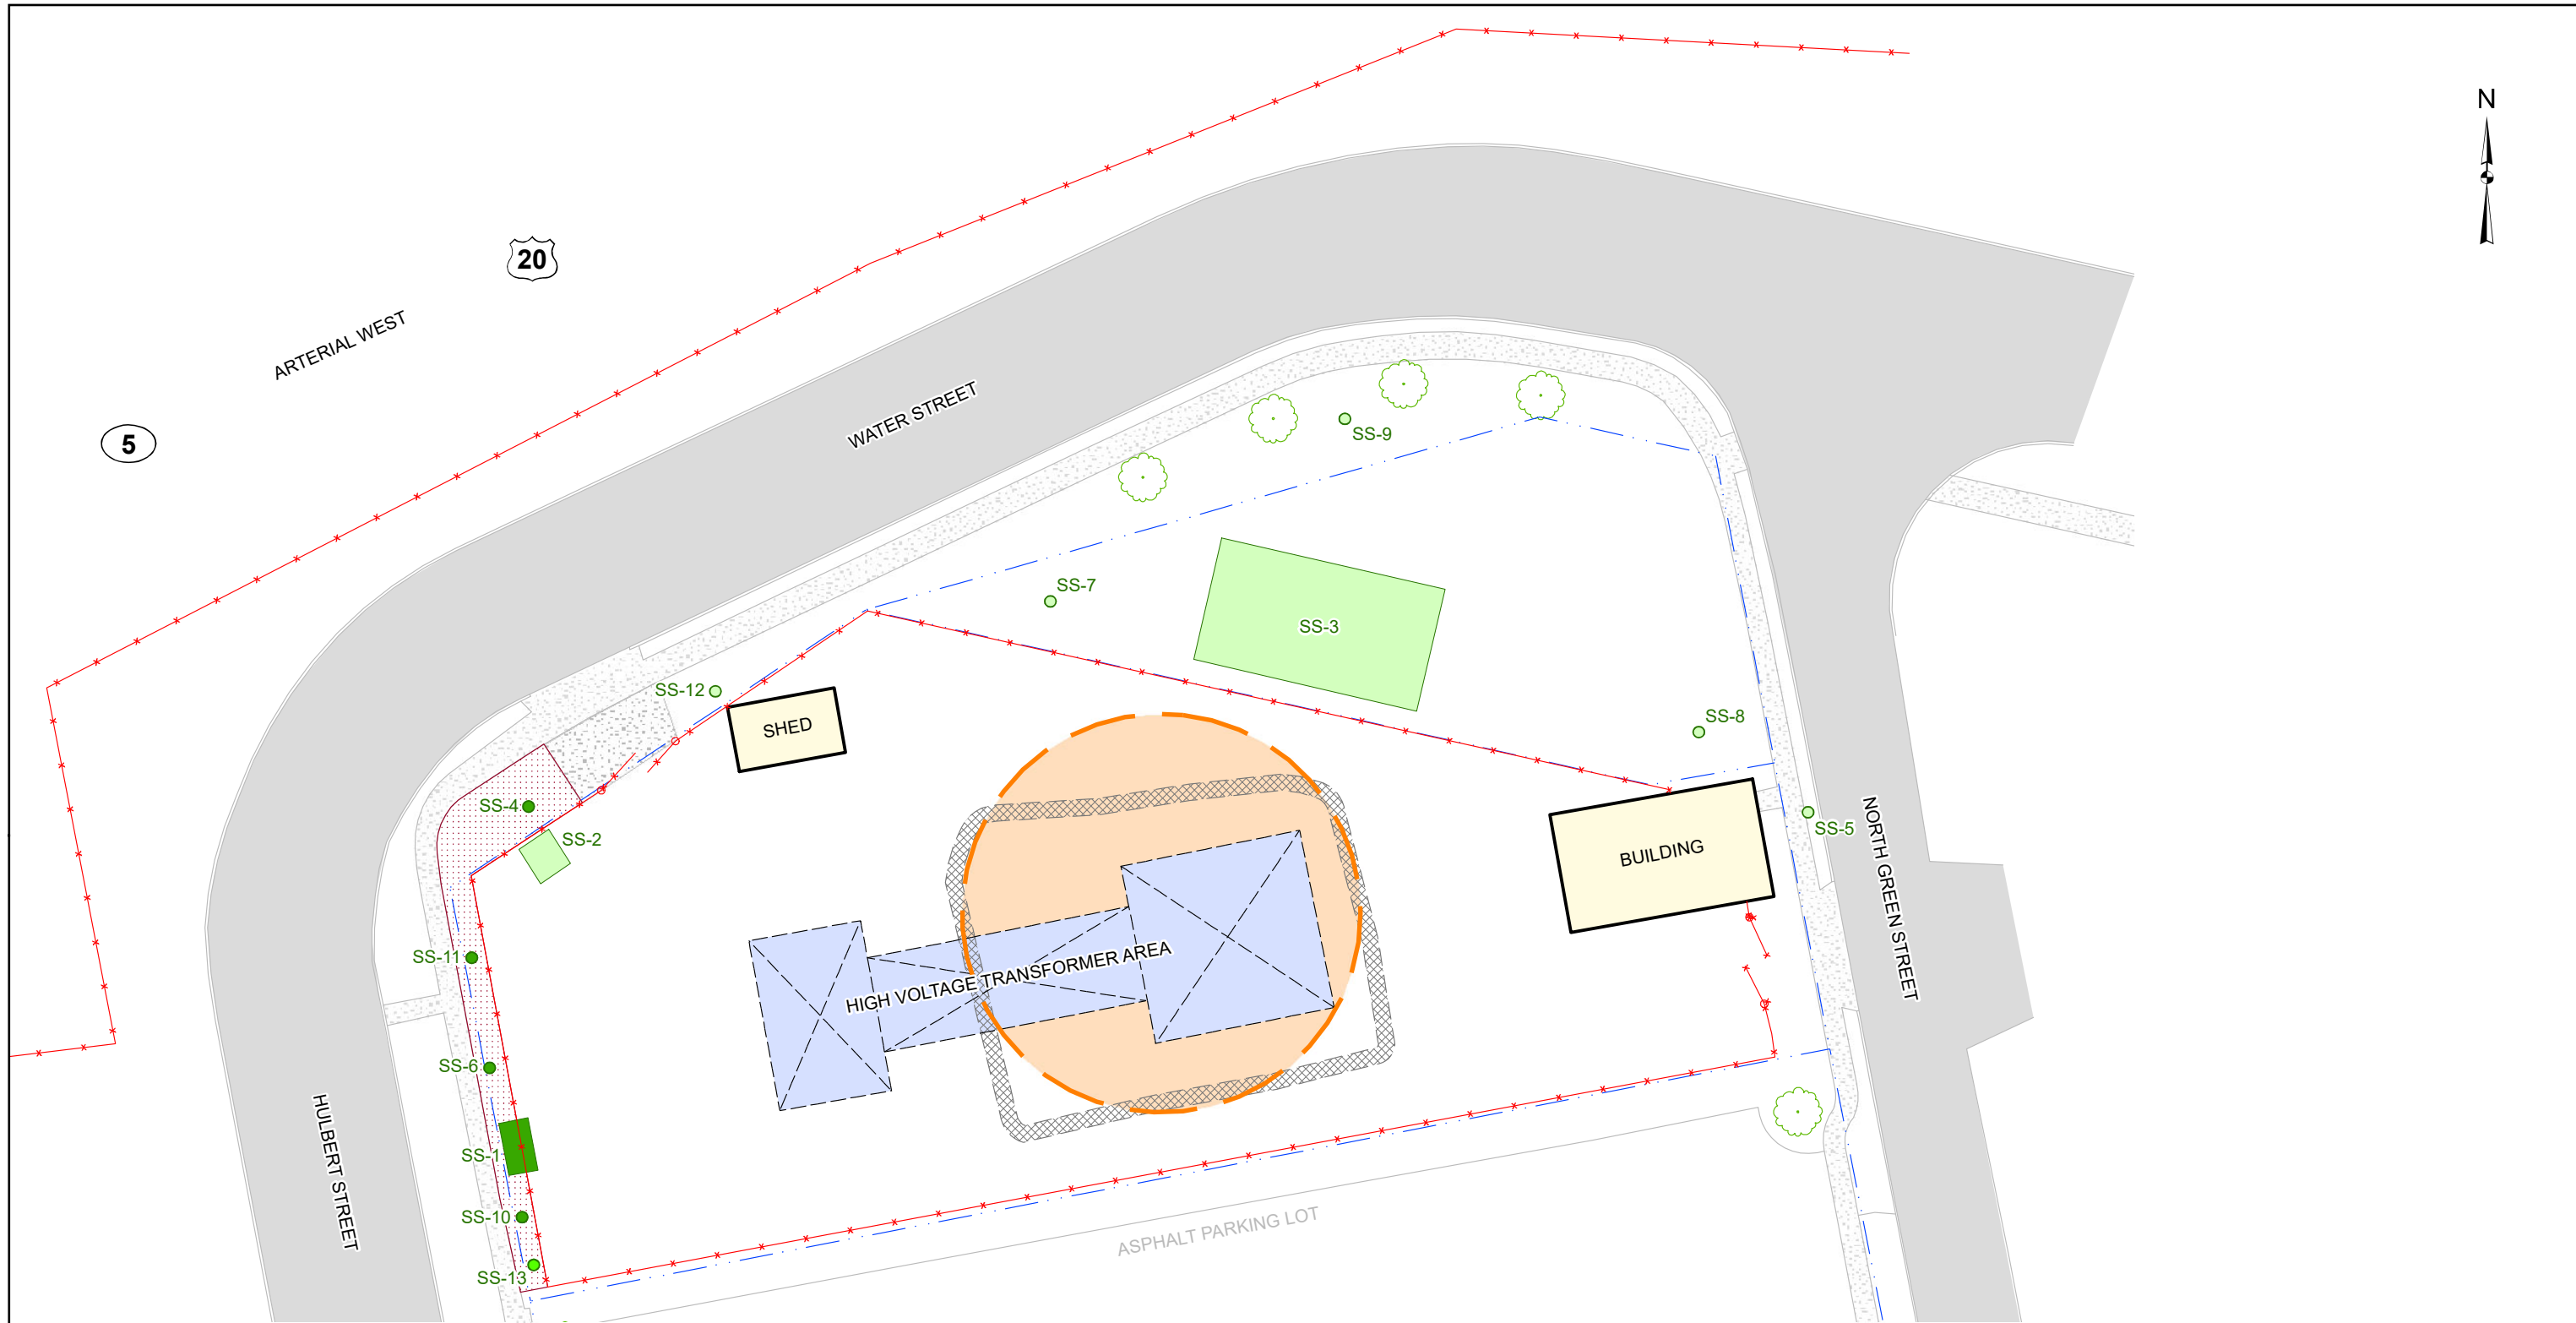 N
20
ARTERIAL WEST
5
WATER STREET
SS-9
SS-7
SS-3
SS-12
SHED
SS-8
SS-4
SS-2
SS-5
BUILDING
NORTH GREEN STREET
SS-11
HIGH VOLTAGE TRANSFORMER AREA
SS-6
HULBERT STREET
SS-1
SS-10
ASPHALT PARKING LOT
SS-13